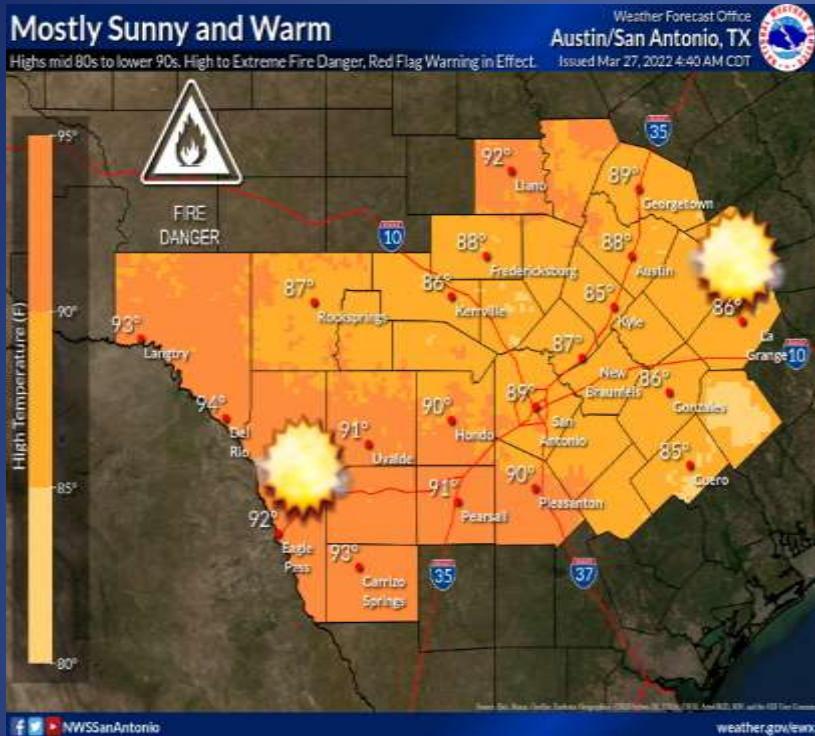 Mostly Sunny and Warm
Weather Forecast Office
Austin/San Antonio, TX
Highs mid 80s to lower 90s. High to Extreme Fire Danger, Red Flag Warning in Effect.
Issued Mar 27, 2022 4:40 AM CDT
95°
90°
85°
80°
High Temperature (F)
FIRE
DANGER
35
92°
Llano
89°
Georgetown
10
88°
Fredericksburg
88°
Austin
87°
Rocksprings
86°
Kerrville
85°
Kyle
86°
La
Grange
10
93°
Langtry
87°
New
Braunfels
94°
Del
Rio
91°
Uvalde
90°
Hondo
89°
San
Antonio
86°
Gonzales
85°
Cuero
92°
Eagle
Pass
91°
Pearsall
90°
Pleasanton
93°
Carrizo
Springs
35
37
NWSSanAntonio
weather.gov/ewx